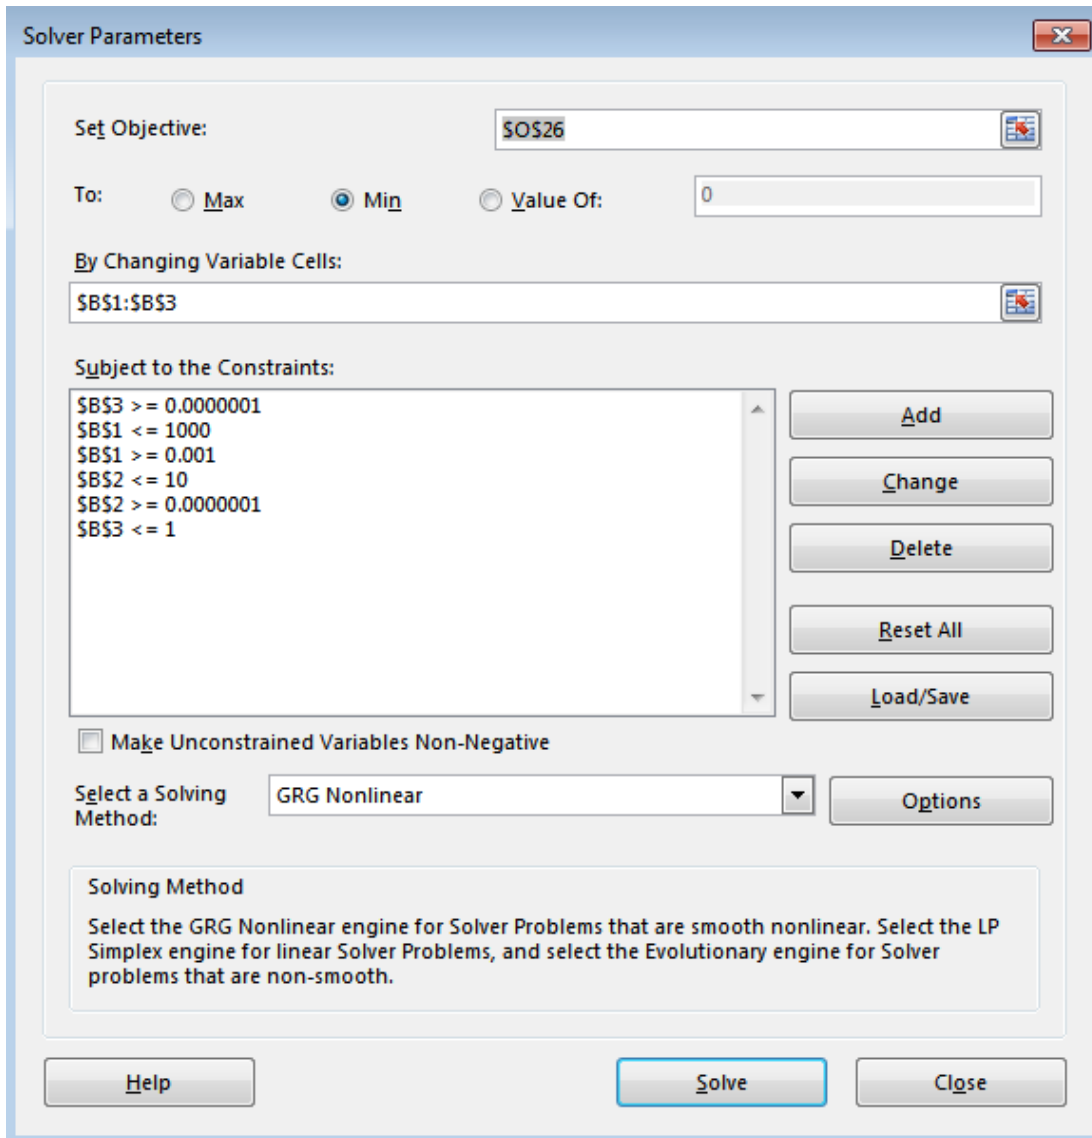 Solver Parameters
Set Objective:
$O$26
To:
Max
Min
Value Of:
0
By Changing Variable Cells:
$B$1:$B$3
Subject to the Constraints:
$B$3 >= 0.0000001
$B$1 <= 1000
$B$1 >= 0.001
$B$2 <= 10
$B$2 >= 0.0000001
$B$3 <= 1
Add
Change
Delete
Reset All
Load/Save
Make Unconstrained Variables Non-Negative
Select a Solving
Method:
GRG Nonlinear
Options
Solving Method
Select the GRG Nonlinear engine for Solver Problems that are smooth nonlinear. Select the LP
Simplex engine for linear Solver Problems, and select the Evolutionary engine for Solver
problems that are non-smooth.
Help
Solve
Close